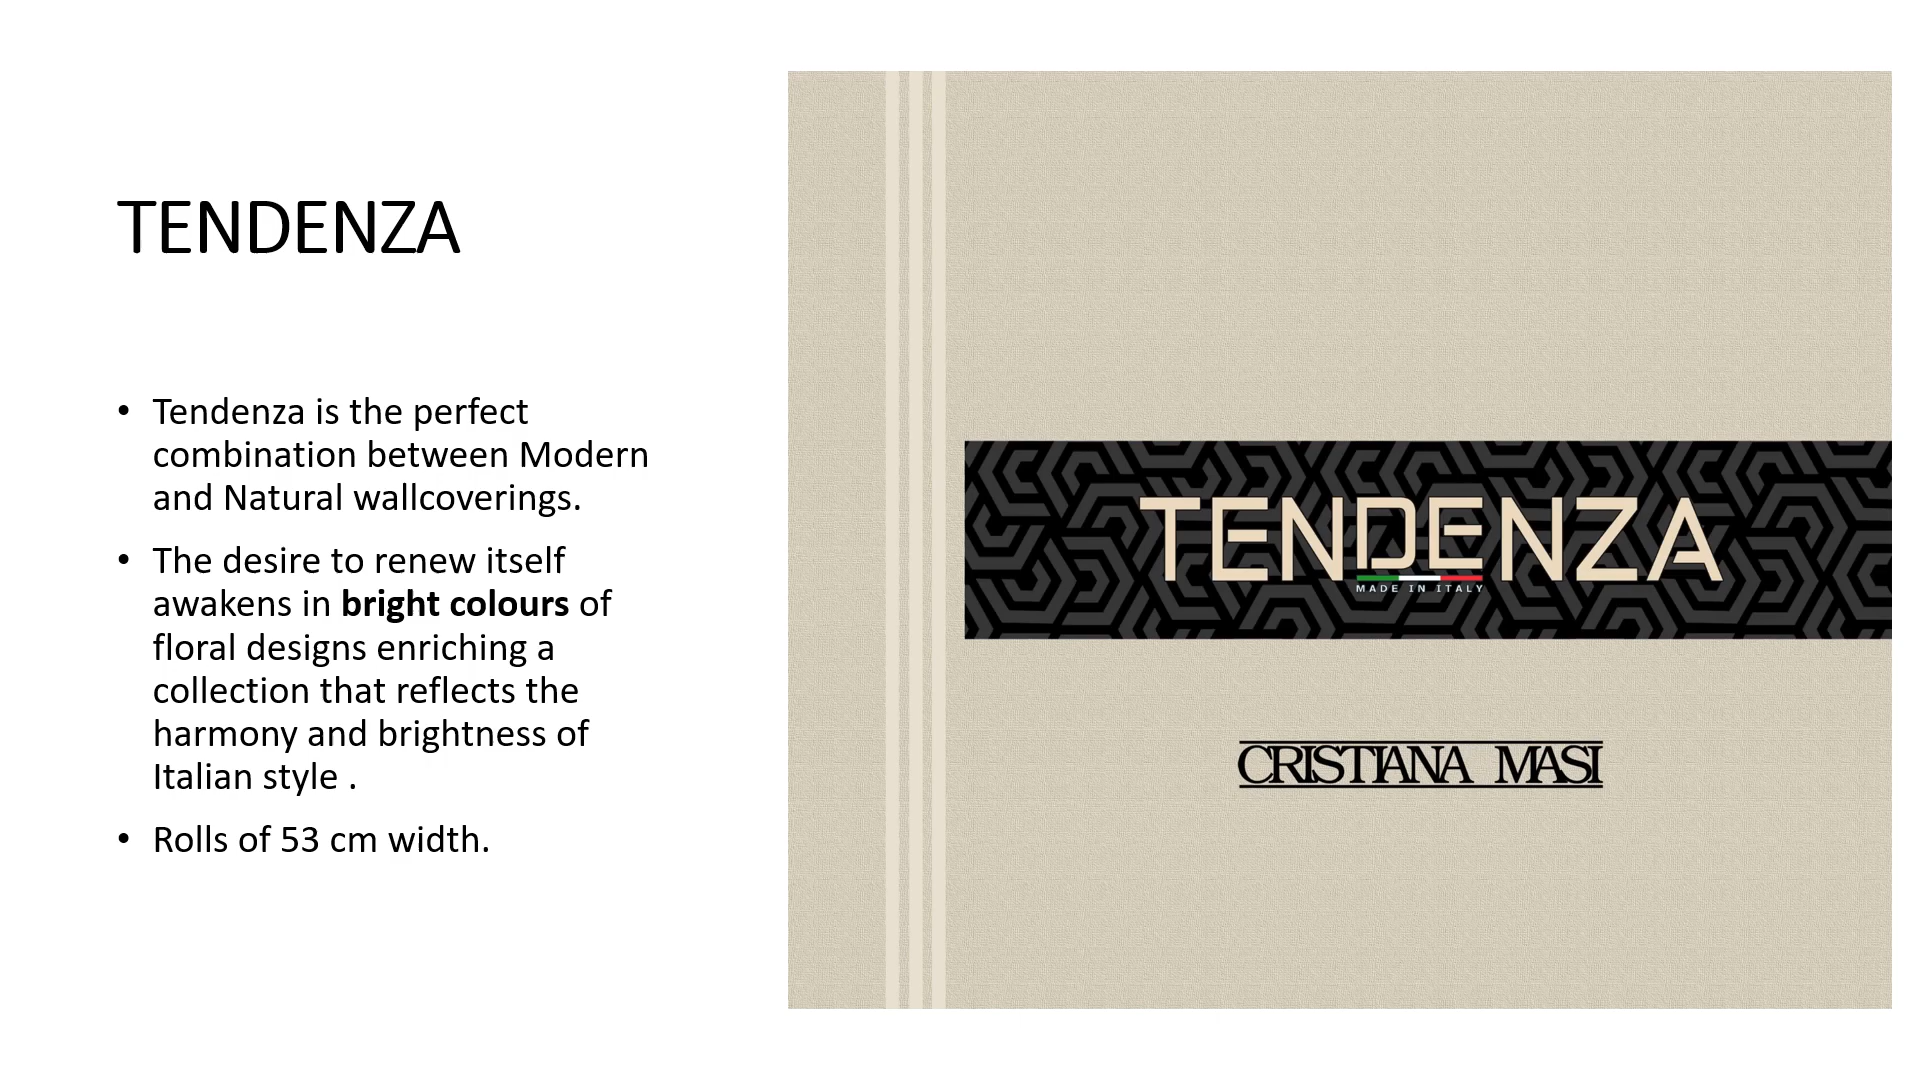 TENDENZA
• Tendenza is the perfect
combination between Modern
and Natural wallcoverings.
• The desire to renew itself
awakens in bright colours of
floral designs enriching a
collection that reflects the
harmony and brightness of
Italian style .
• Rolls of 53 cm width.
TENDENZA
MADE IN ITALY
CRISTIANA MASI